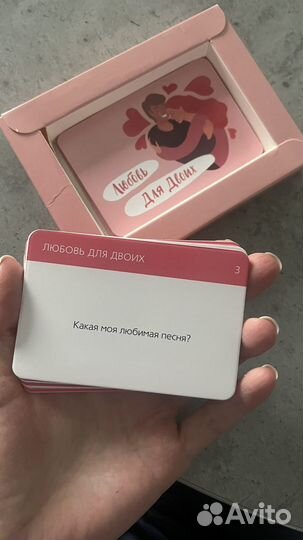 Любовь
Для Двоих
ЛЮБОВЬ ДЛЯ ДВОИХ
3
Какая моя любимая песня?
Avito